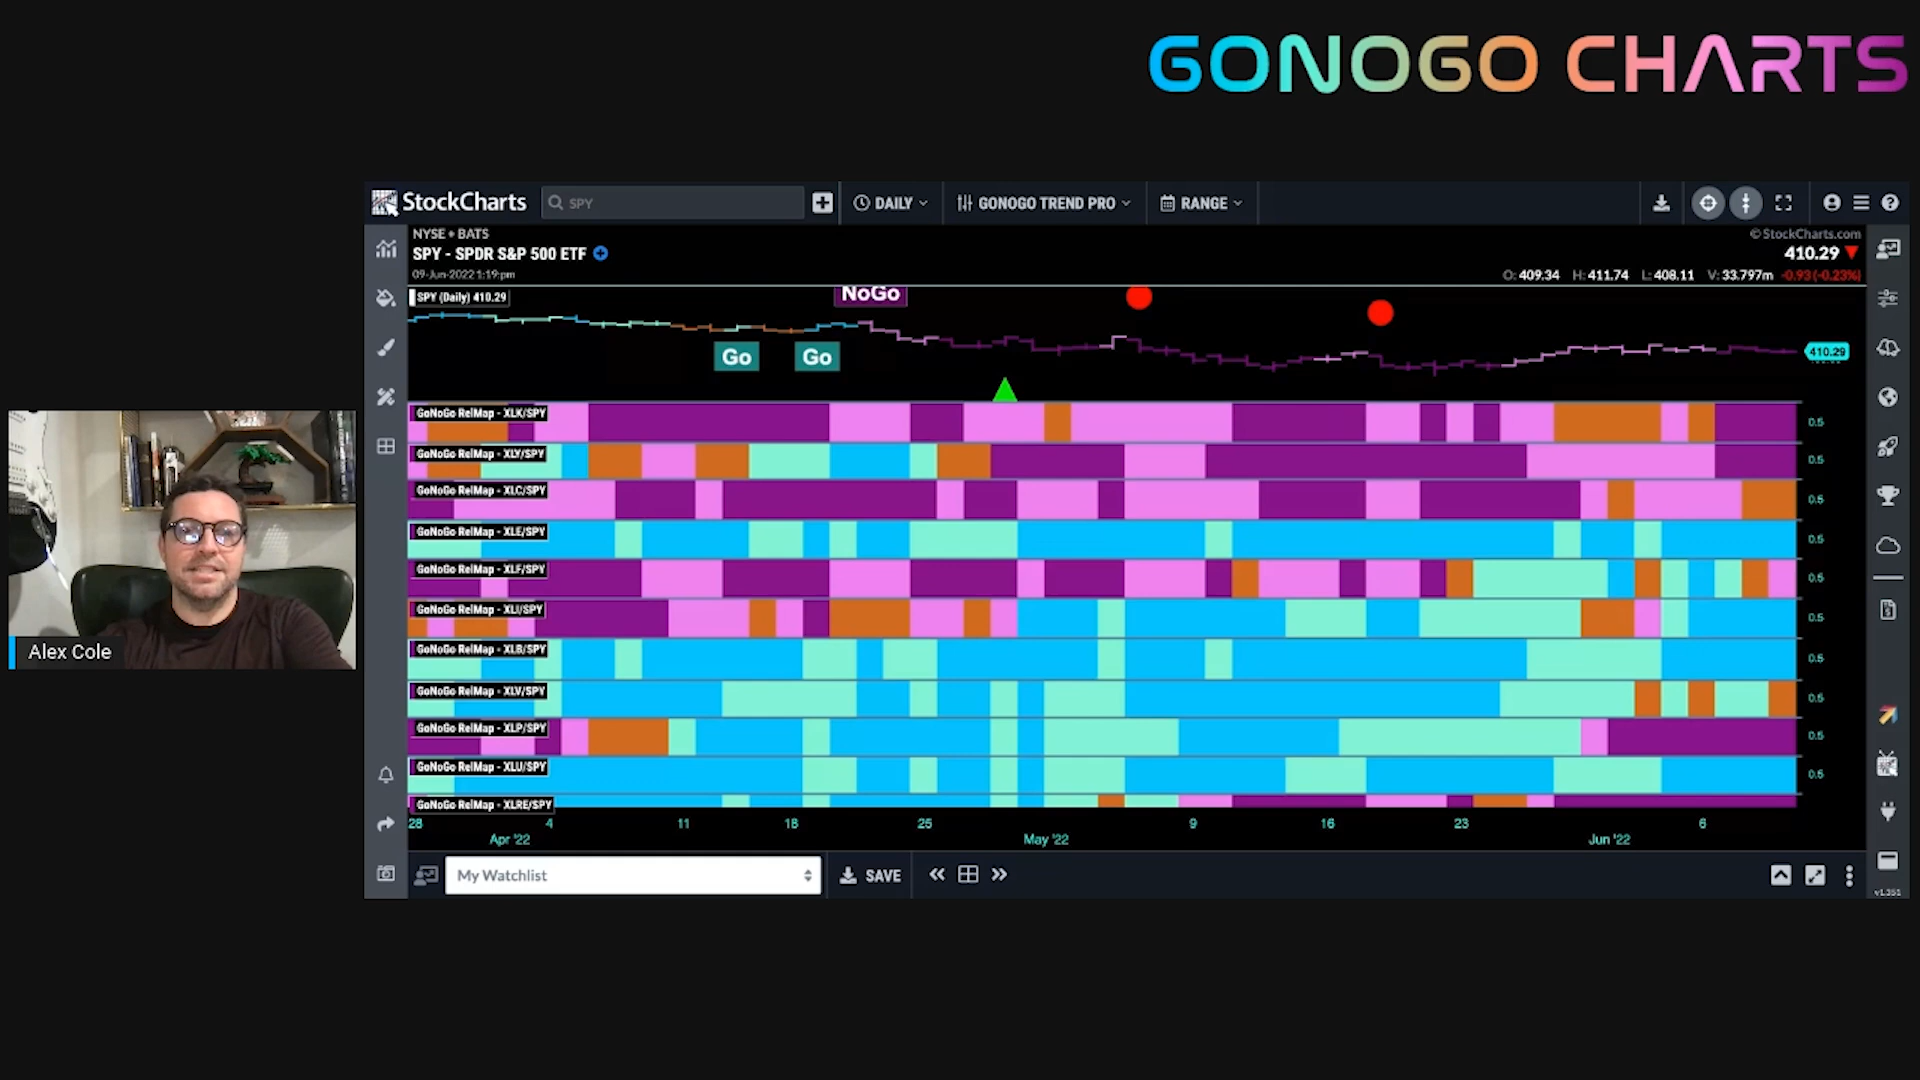 GONOGO CHARTS
StockCharts
SPY
DAILY
GONOGO TREND PRO
RANGE
NYSE + BATS
© StockCharts.com
SPY - SPDR S&P 500 ETF
410.29
09-Jun-2022 1:19:pm
O: 409.34 H: 411.74 L: 408.11 V: 33.797m -0.93 (-0.23%)
SPY (Daily) 410.29
NoGo
Go
Go
410.29
GoNoGo RelMap - XLK/SPY
0.5
GoNoGo RelMap - XLY/SPY
0.5
GoNoGo RelMap - XLC/SPY
0.5
GoNoGo RelMap - XLE/SPY
0.5
GoNoGo RelMap - XLF/SPY
0.5
GoNoGo RelMap - XLI/SPY
0.5
GoNoGo RelMap - XLB/SPY
0.5
GoNoGo RelMap - XLV/SPY
0.5
GoNoGo RelMap - XLP/SPY
0.5
GoNoGo RelMap - XLU/SPY
0.5
GoNoGo RelMap - XLRE/SPY
28 4 11 18 25 9 16 23 6
Apr '22 May '22 Jun '22
My Watchlist
SAVE
v1.351
Alex Cole